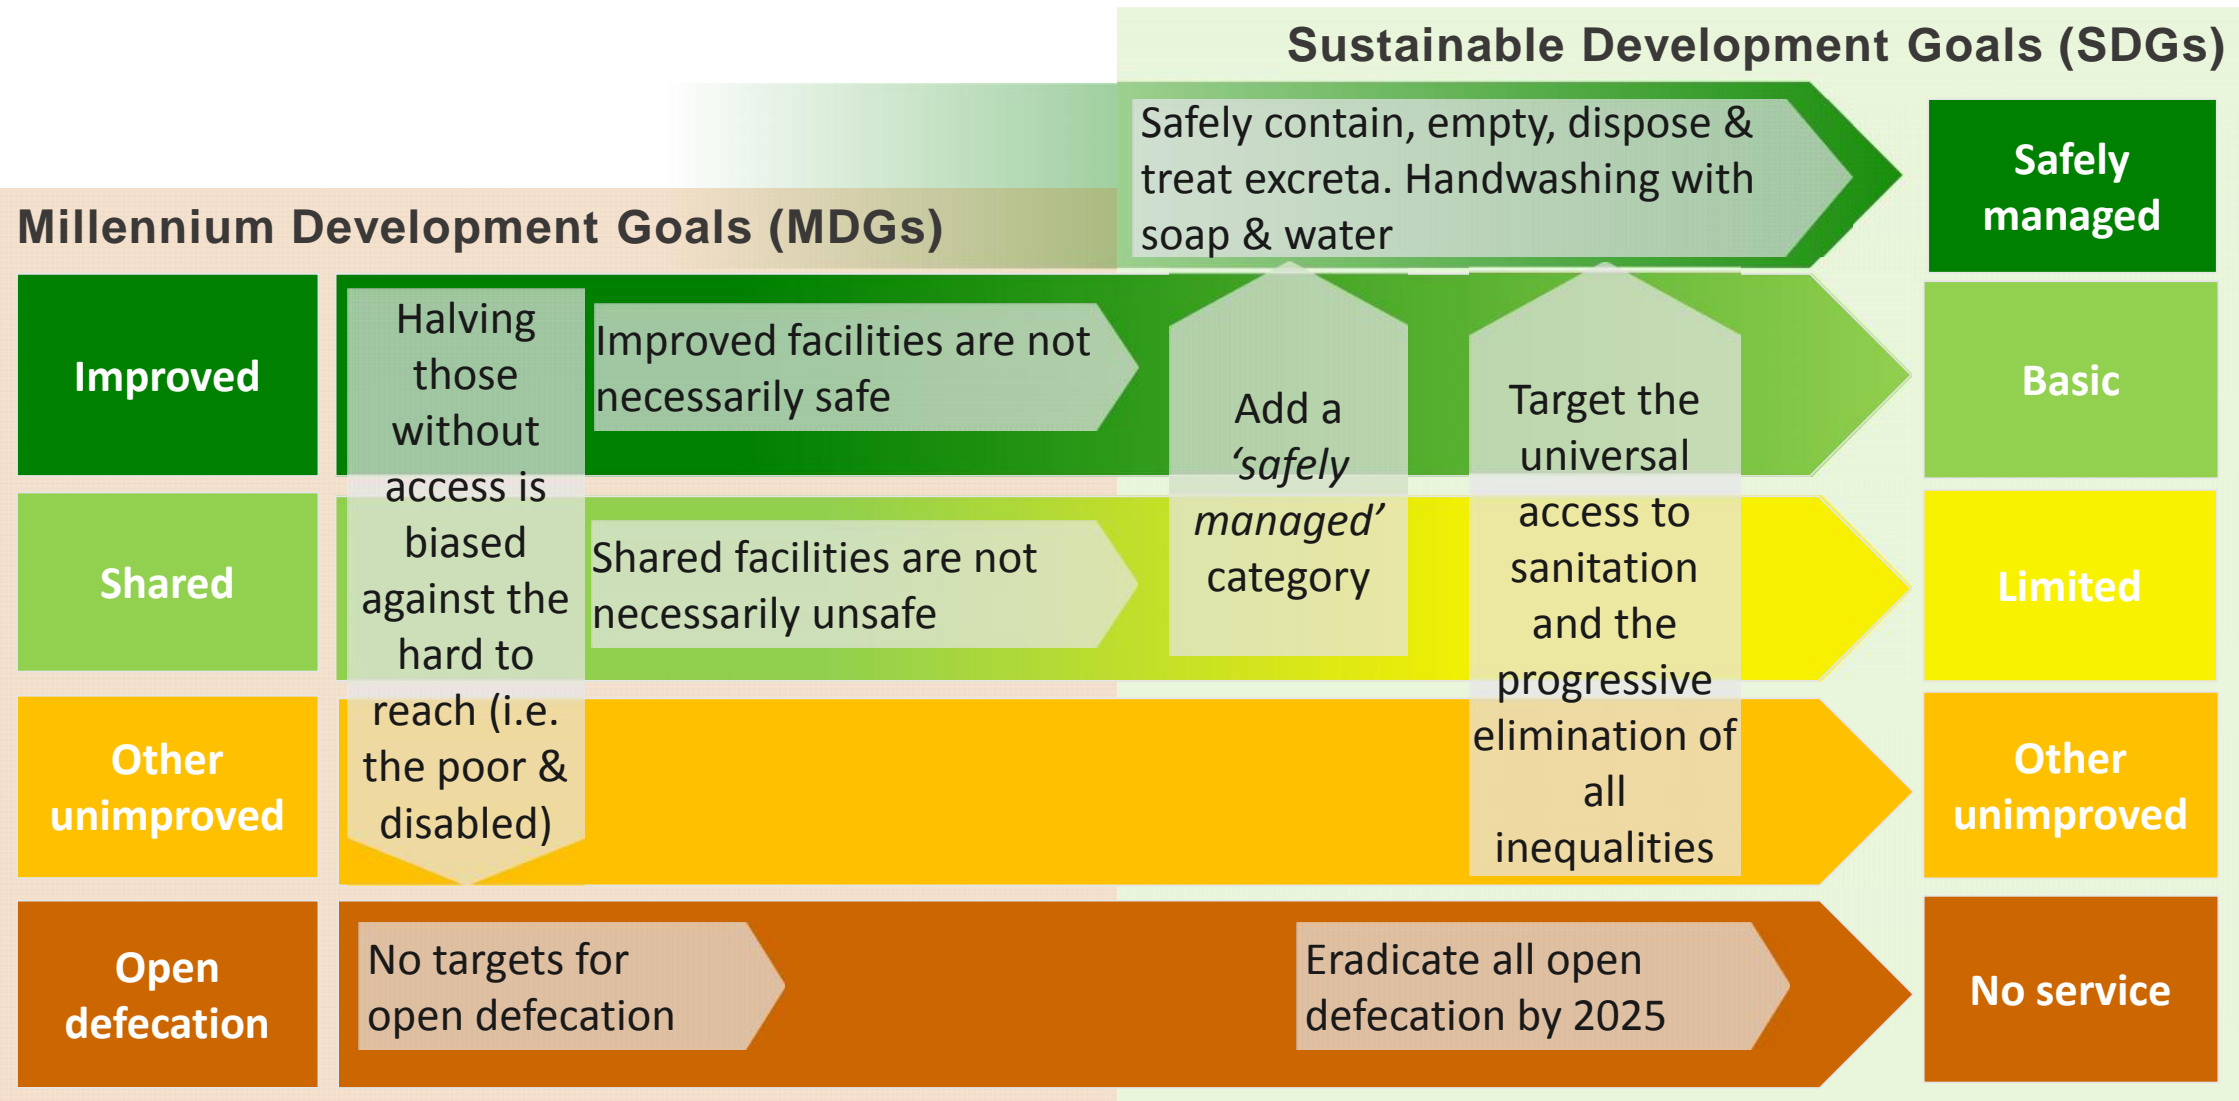 Sustainable Development Goals (SDGs)
Safely contain, empty, dispose &
treat excreta. Handwashing with
soap & water
Safely
managed
Millennium Development Goals (MDGs)
Improved
Halving
those
without
access is
biased
against the
hard to
reach (i.e.
the poor &
disabled)
Improved facilities are not
necessarily safe
Add a
‘safely
managed’
category
Target the
universal
access to
sanitation
and the
progressive
elimination of
all
inequalities
Basic
Shared
Shared facilities are not
necessarily unsafe
Limited
Other
unimproved
Other
unimproved
Open
defecation
No targets for
open defecation
Eradicate all open
defecation by 2025
No service